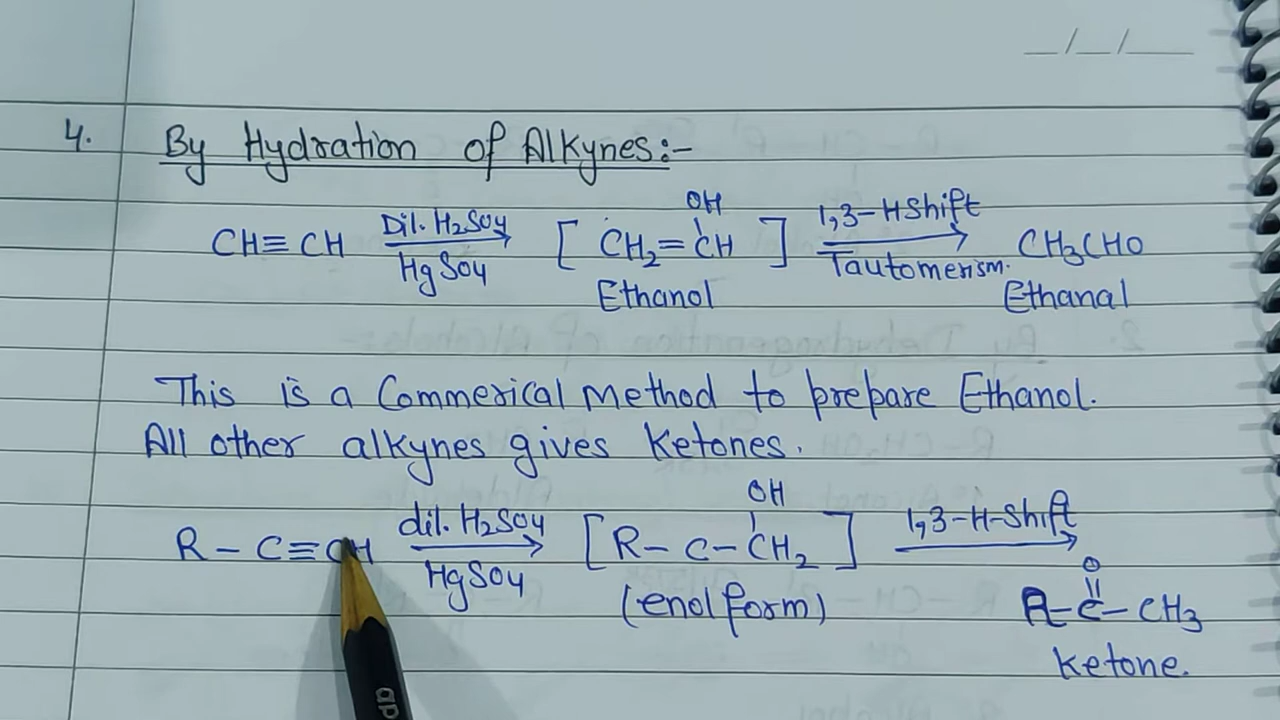 __/__/____
4. By Hydration of Alkynes:-
CH≡CH Dil. H₂SO₄ / HgSO₄ → [CH₂=CH(OH)] 1,3-H Shift / Tautomerism. → CH₃CHO
Ethanol Ethanal
This is a Commerical Method to prepare Ethanol.
All other alkynes gives Ketones.
R-C≡CH dil. H₂SO₄ / HgSO₄ → [R-C-CH₂(OH)] 1,3-H-Shift →
(enol form) R-C(=O)-CH₃
Ketone.
ap